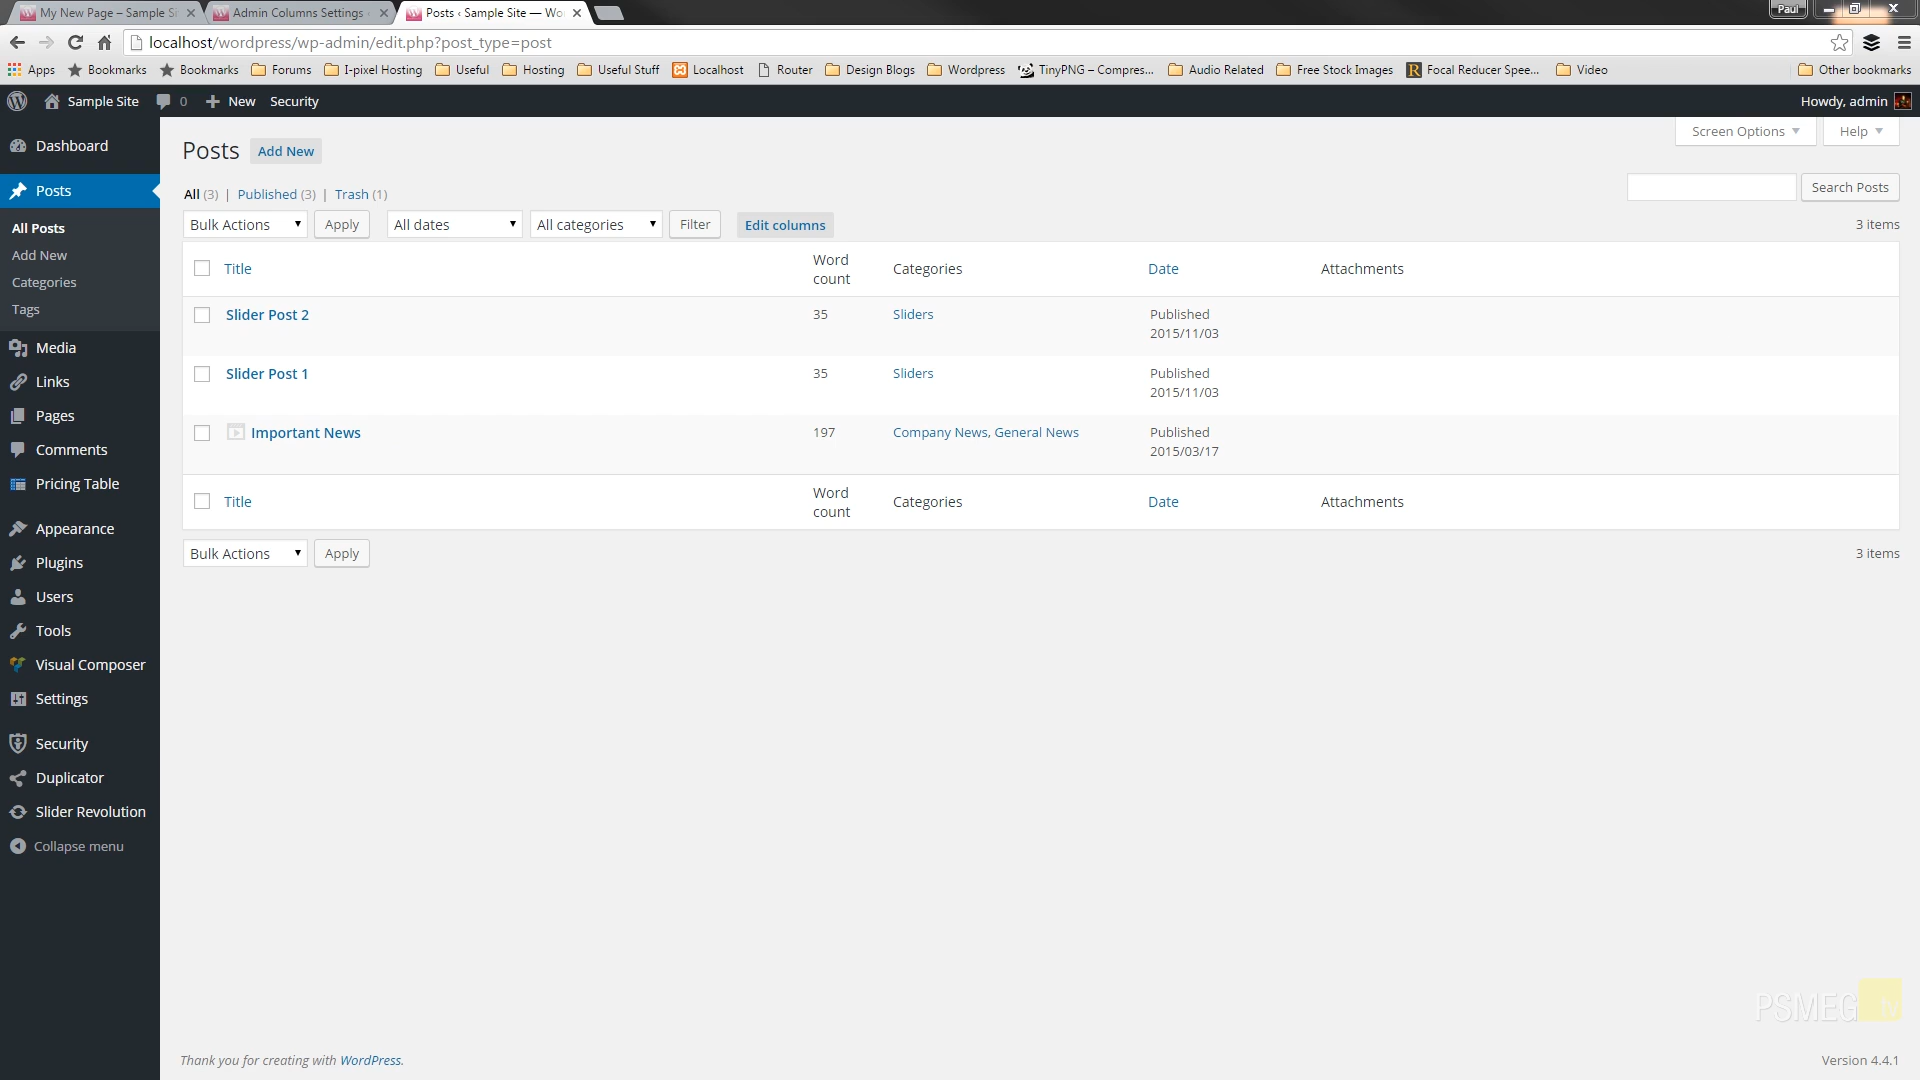 My New Page – Sample Si
Admin Columns Settings ‹
Posts ‹ Sample Site — Wo
Paul
localhost/wordpress/wp-admin/edit.php?post_type=post
Apps Bookmarks Bookmarks Forums I-pixel Hosting Useful Hosting Useful Stuff Localhost Router Design Blogs Wordpress TinyPNG – Compres... Audio Related Free Stock Images Focal Reducer Spee... Video Other bookmarks
Sample Site 0 New Security Howdy, admin
Dashboard
Posts
All Posts
Add New
Categories
Tags
Media
Links
Pages
Comments
Pricing Table
Appearance
Plugins
Users
Tools
Visual Composer
Settings
Security
Duplicator
Slider Revolution
Collapse menu
Screen Options Help
Posts Add New
All (3) | Published (3) | Trash (1)
Search Posts
Bulk Actions Apply All dates All categories Filter Edit columns 3 items
Title Word count Categories Date Attachments
Slider Post 2 35 Sliders Published
2015/11/03
Slider Post 1 35 Sliders Published
2015/11/03
Important News 197 Company News, General News Published
2015/03/17
Title Word count Categories Date Attachments
Bulk Actions Apply 3 items
PSMEG tv
Thank you for creating with WordPress. Version 4.4.1